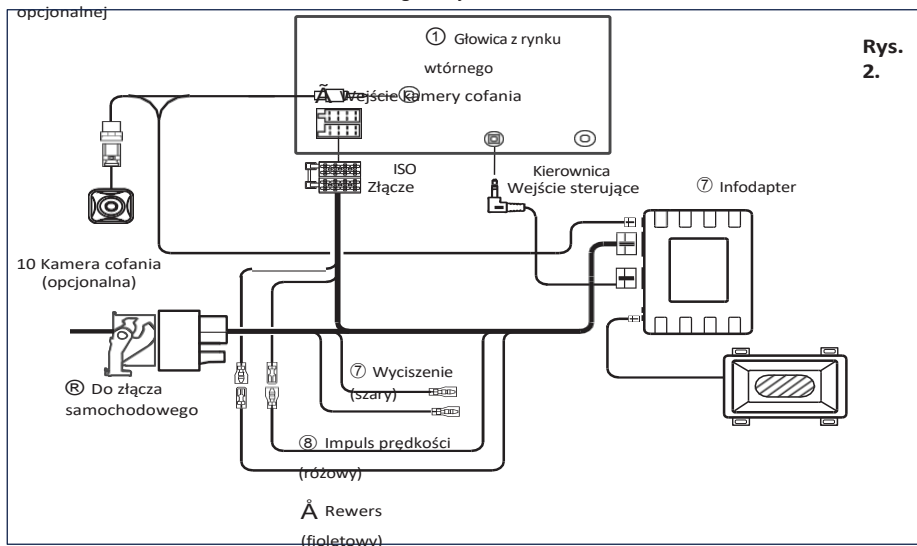 opcjonalnej
① Głowica z rynku
wtórnego
Rys.
2.
Ã Wejście kamery cofania
ISO
Złącze
Kierownica
Wejście sterujące
⑦ Infodapter
10 Kamera cofania
(opcjonalna)
® Do złącza
samochodowego
⑦ Wyciszenie
(szary)
⑧ Impuls prędkości
(różowy)
Å Rewers
(fioletowy)